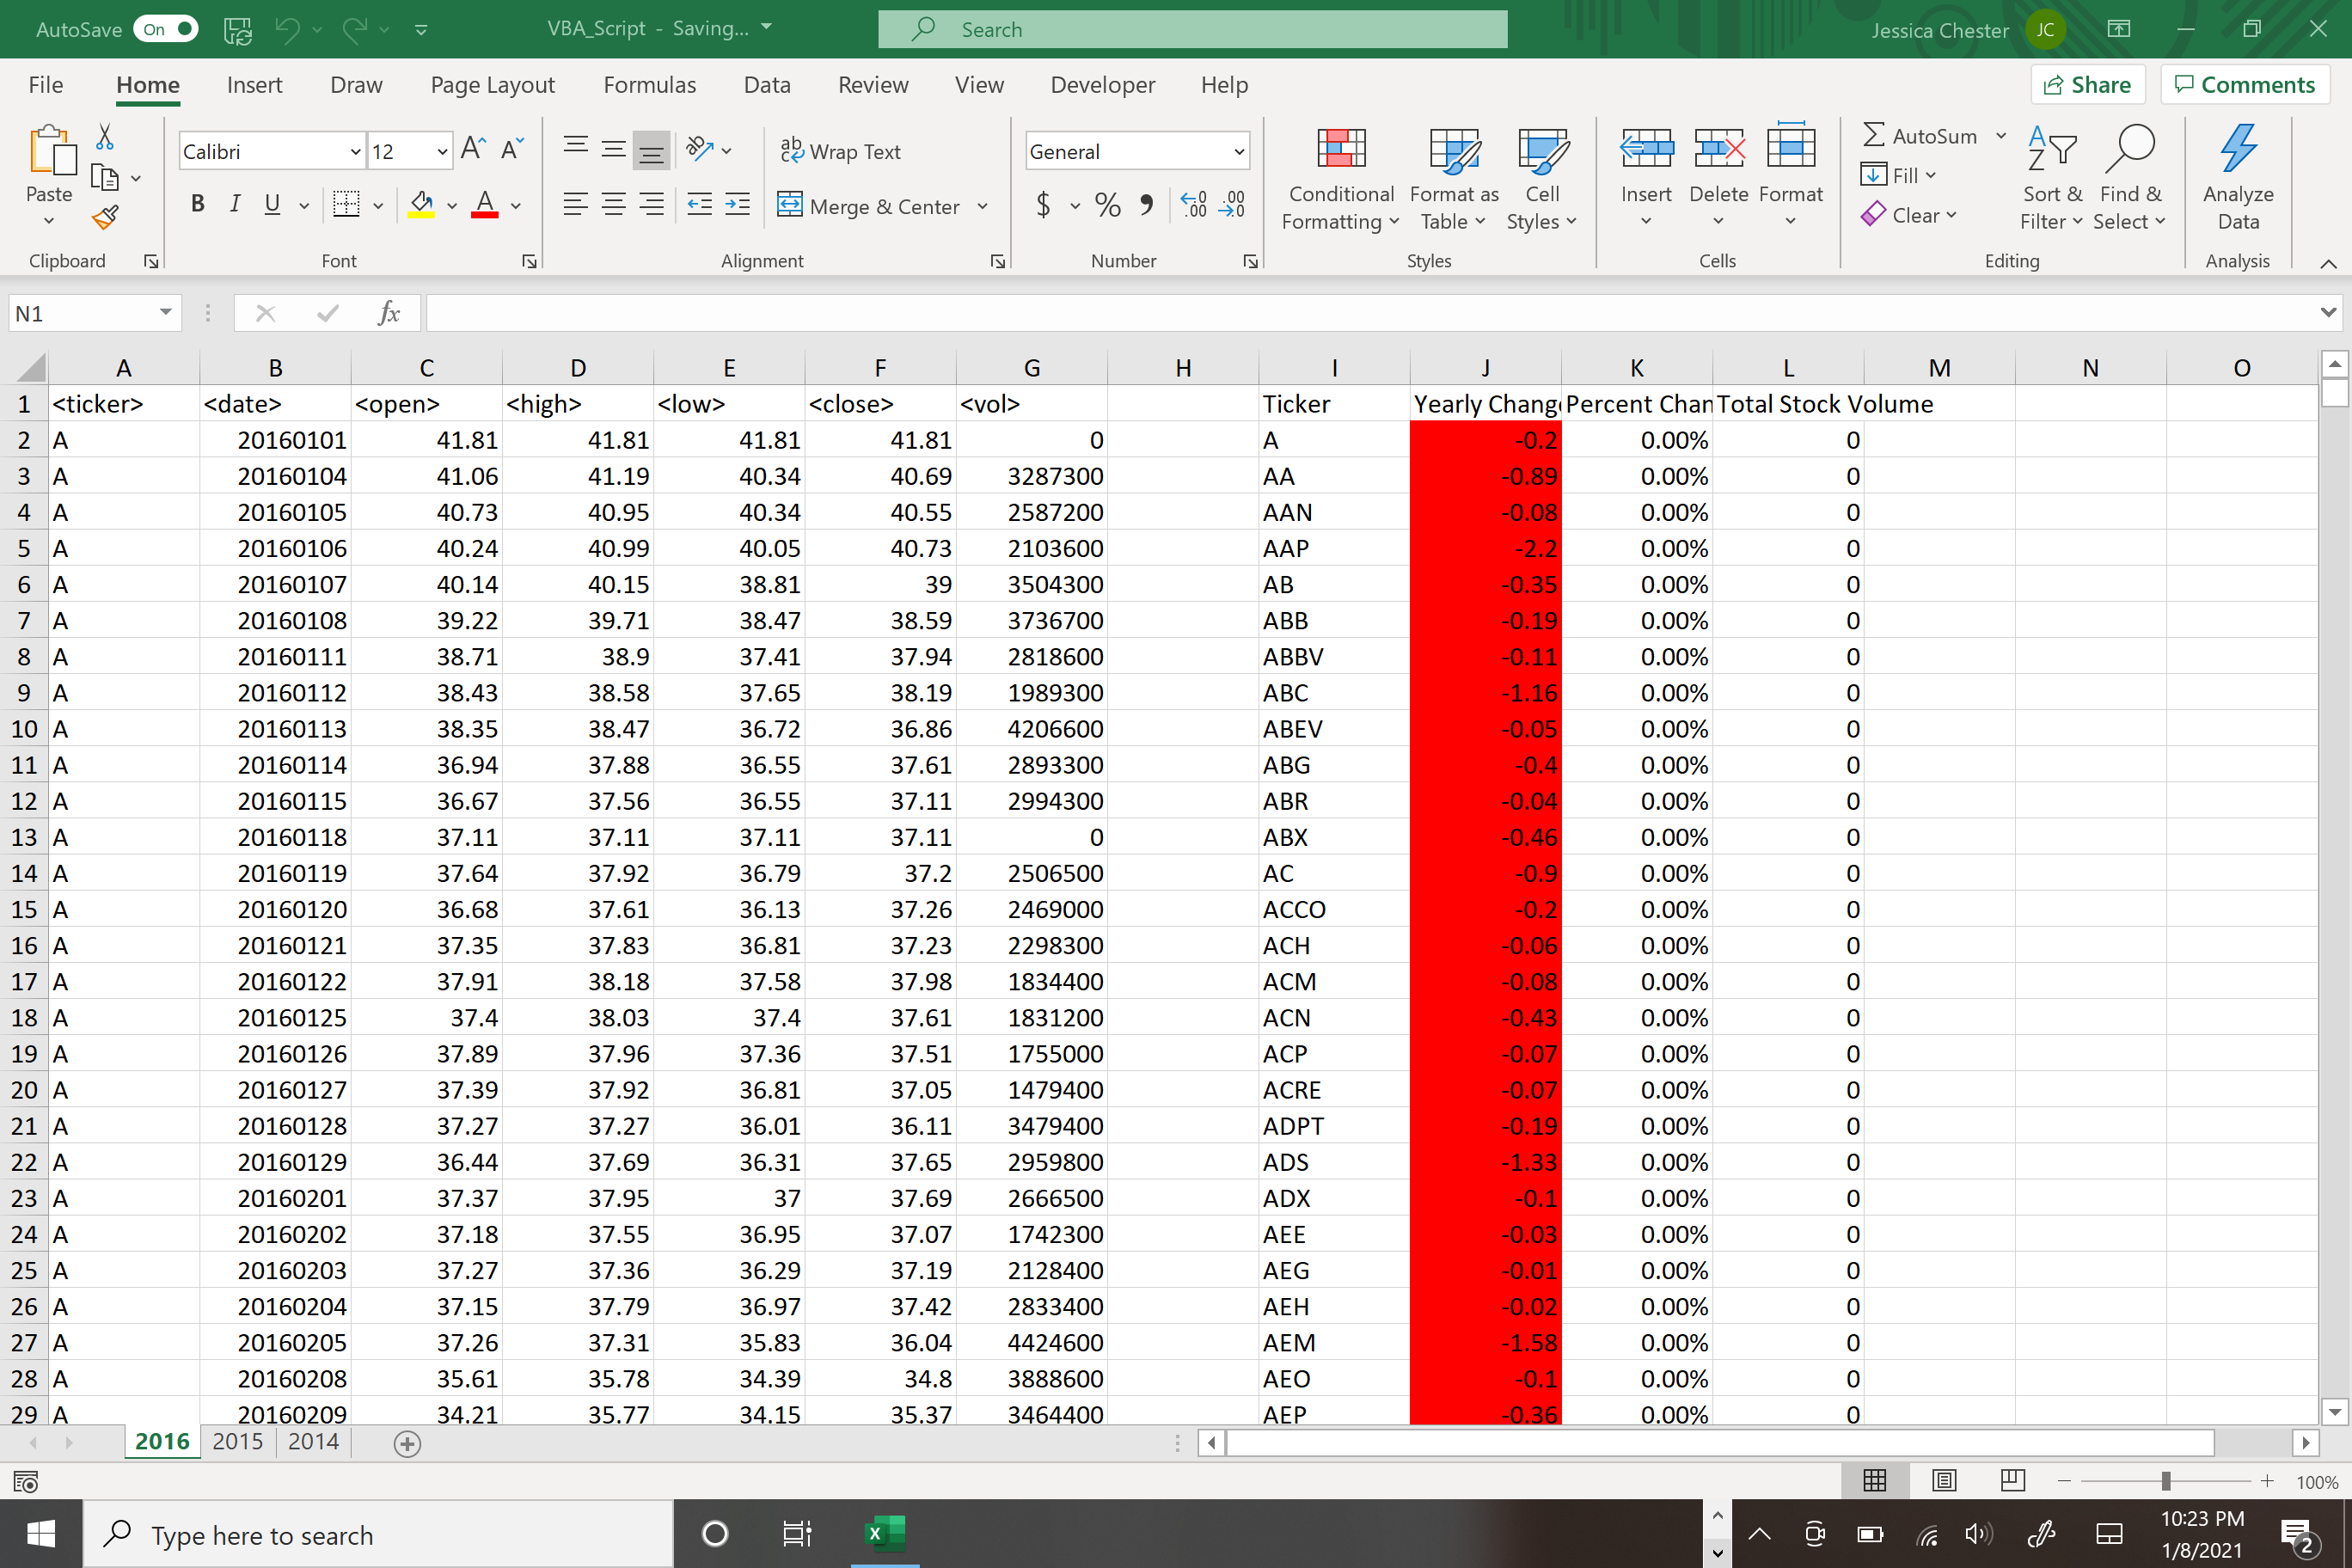 AutoSave On VBA_Script - Saving... Search Jessica Chester JC
File Home Insert Draw Page Layout Formulas Data Review View Developer Help Share Comments
Calibri 12 Wrap Text General AutoSum
Paste Conditional Format as Cell Insert Delete Format Fill Sort & Find & Analyze
B I U A Merge & Center $ % Formatting Table Styles Clear Filter Select Data
Clipboard Font Alignment Number Styles Cells Editing Analysis
N1 fx
A B C D E F G H I J K L M N O
1 <ticker> <date> <open> <high> <low> <close> <vol> Ticker Yearly Chang Percent Chan Total Stock Volume
2 A 20160101 41.81 41.81 41.81 41.81 0 A -0.2 0.00% 0
3 A 20160104 41.06 41.19 40.34 40.69 3287300 AA -0.89 0.00% 0
4 A 20160105 40.73 40.95 40.34 40.55 2587200 AAN -0.08 0.00% 0
5 A 20160106 40.24 40.99 40.05 40.73 2103600 AAP -2.2 0.00% 0
6 A 20160107 40.14 40.15 38.81 39 3504300 AB -0.35 0.00% 0
7 A 20160108 39.22 39.71 38.47 38.59 3736700 ABB -0.19 0.00% 0
8 A 20160111 38.71 38.9 37.41 37.94 2818600 ABBV -0.11 0.00% 0
9 A 20160112 38.43 38.58 37.65 38.19 1989300 ABC -1.16 0.00% 0
10 A 20160113 38.35 38.47 36.72 36.86 4206600 ABEV -0.05 0.00% 0
11 A 20160114 36.94 37.88 36.55 37.61 2893300 ABG -0.4 0.00% 0
12 A 20160115 36.67 37.56 36.55 37.11 2994300 ABR -0.04 0.00% 0
13 A 20160118 37.11 37.11 37.11 37.11 0 ABX -0.46 0.00% 0
14 A 20160119 37.64 37.92 36.79 37.2 2506500 AC -0.9 0.00% 0
15 A 20160120 36.68 37.61 36.13 37.26 2469000 ACCO -0.2 0.00% 0
16 A 20160121 37.35 37.83 36.81 37.23 2298300 ACH -0.06 0.00% 0
17 A 20160122 37.91 38.18 37.58 37.98 1834400 ACM -0.08 0.00% 0
18 A 20160125 37.4 38.03 37.4 37.61 1831200 ACN -0.43 0.00% 0
19 A 20160126 37.89 37.96 37.36 37.51 1755000 ACP -0.07 0.00% 0
20 A 20160127 37.39 37.92 36.81 37.05 1479400 ACRE -0.07 0.00% 0
21 A 20160128 37.27 37.27 36.01 36.11 3479400 ADPT -0.19 0.00% 0
22 A 20160129 36.44 37.69 36.31 37.65 2959800 ADS -1.33 0.00% 0
23 A 20160201 37.37 37.95 37 37.69 2666500 ADX -0.1 0.00% 0
24 A 20160202 37.18 37.55 36.95 37.07 1742300 AEE -0.03 0.00% 0
25 A 20160203 37.27 37.36 36.29 37.19 2128400 AEG -0.01 0.00% 0
26 A 20160204 37.15 37.79 36.97 37.42 2833400 AEH -0.02 0.00% 0
27 A 20160205 37.26 37.31 35.83 36.04 4424600 AEM -1.58 0.00% 0
28 A 20160208 35.61 35.78 34.39 34.8 3888600 AEO -0.1 0.00% 0
29 A 20160209 34.21 35.77 34.15 35.37 3464400 AEP -0.36 0.00% 0
2016 2015 2014
100%
Type here to search 10:23 PM
1/8/2021 2